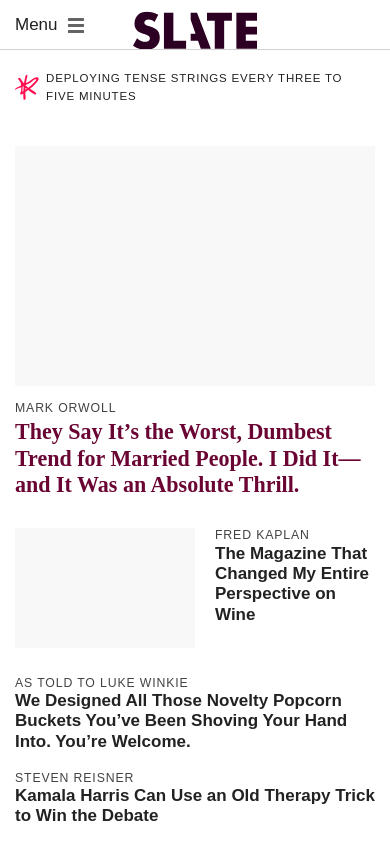 Menu
SLATE
DEPLOYING TENSE STRINGS EVERY THREE TO
FIVE MINUTES
MARK ORWOLL
They Say It’s the Worst, Dumbest
Trend for Married People. I Did It—
and It Was an Absolute Thrill.
FRED KAPLAN
The Magazine That
Changed My Entire
Perspective on
Wine
AS TOLD TO LUKE WINKIE
We Designed All Those Novelty Popcorn
Buckets You’ve Been Shoving Your Hand
Into. You’re Welcome.
STEVEN REISNER
Kamala Harris Can Use an Old Therapy Trick
to Win the Debate